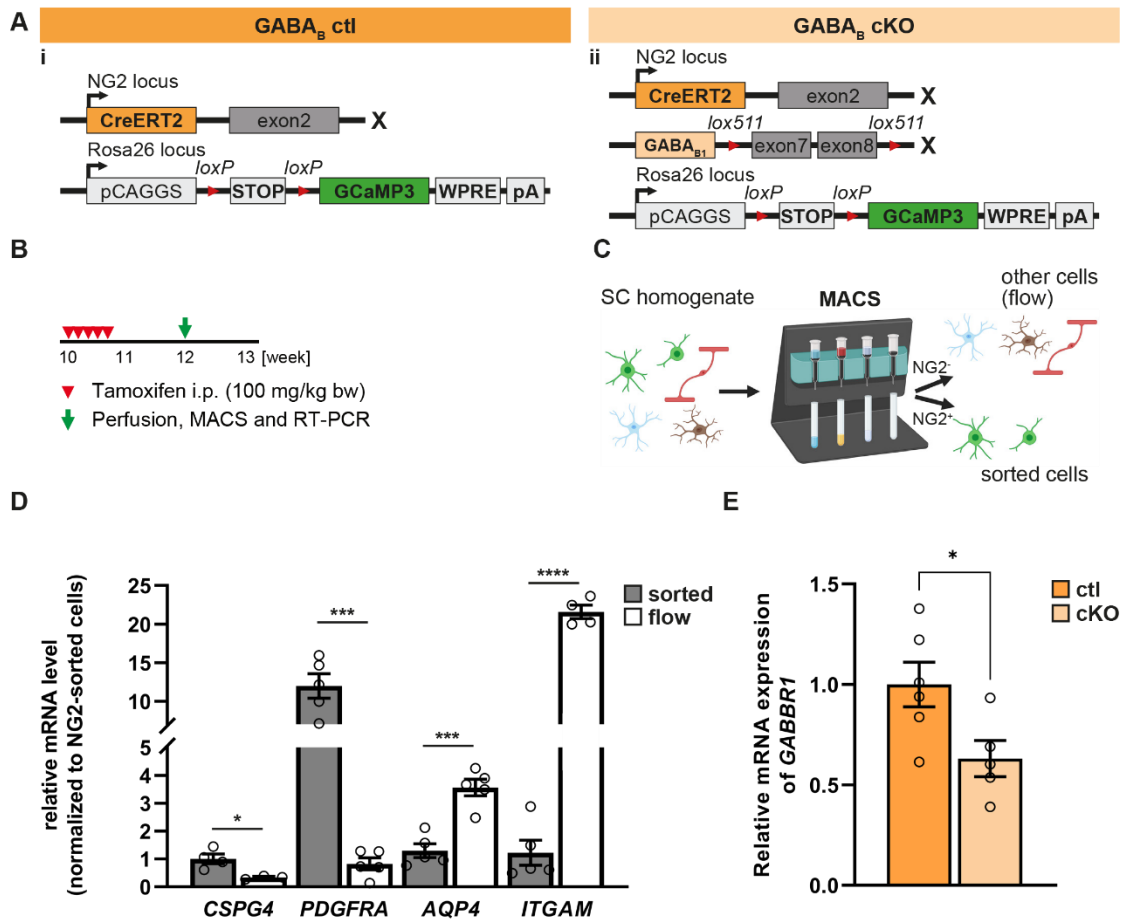 A
GABAB ctl
i
NG2 locus
CreERT2 exon2 X
Rosa26 locus
loxP loxP
pCAGGS STOP GCaMP3 WPRE pA
GABAB cKO
ii
NG2 locus
CreERT2 exon2 X
lox511 lox511
GABAB1 exon7 exon8 X
Rosa26 locus
loxP loxP
pCAGGS STOP GCaMP3 WPRE pA
B
10 11 12 13 [week]
Tamoxifen i.p. (100 mg/kg bw)
Perfusion, MACS and RT-PCR
C
SC homogenate
MACS
other cells
(flow)
NG2-
NG2+
sorted cells
D
relative mRNA level
(normalized to NG2-sorted cells)
25
20
15
10
5
4
3
2
1
0
*
***
***
****
sorted
flow
CSPG4 PDGFRA AQP4 ITGAM
E
Relative mRNA expression
of GABBR1
1.5
1.0
0.5
0.0
*
ctl
cKO